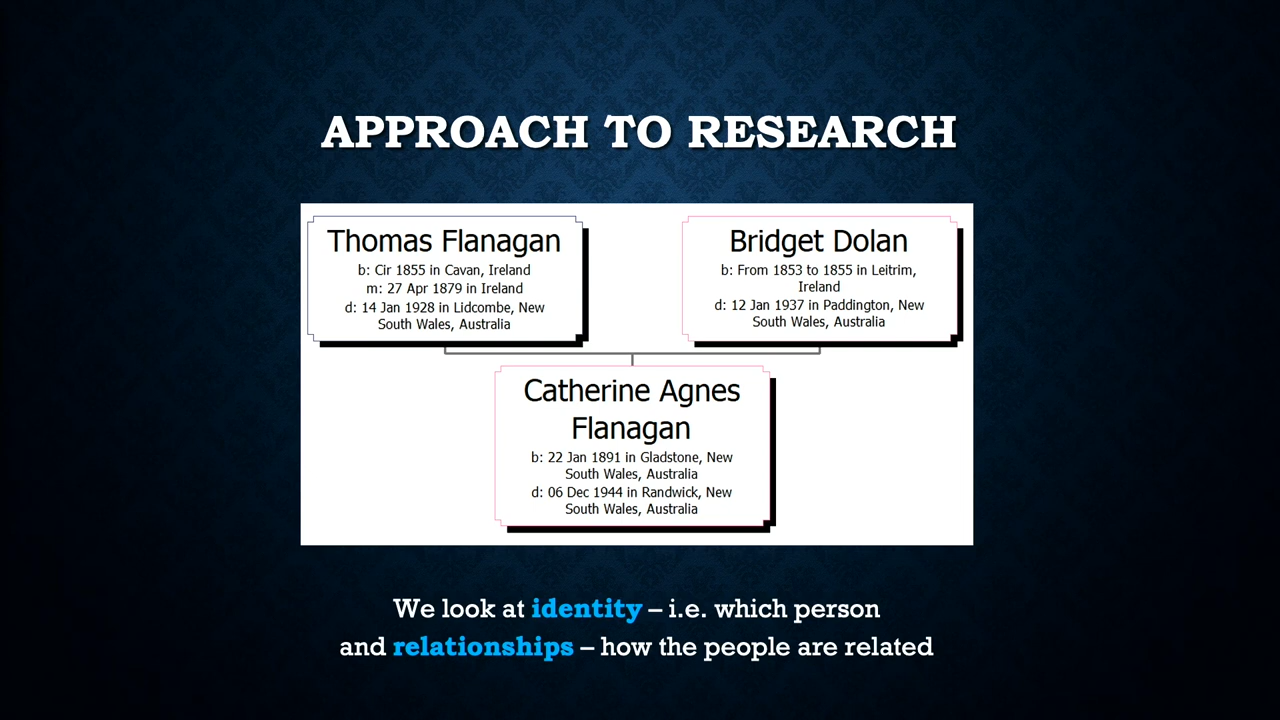 APPROACH TO RESEARCH
Thomas Flanagan
b: Cir 1855 in Cavan, Ireland
m: 27 Apr 1879 in Ireland
d: 14 Jan 1928 in Lidcombe, New
South Wales, Australia
Bridget Dolan
b: From 1853 to 1855 in Leitrim,
Ireland
d: 12 Jan 1937 in Paddington, New
South Wales, Australia
Catherine Agnes
Flanagan
b: 22 Jan 1891 in Gladstone, New
South Wales, Australia
d: 06 Dec 1944 in Randwick, New
South Wales, Australia
We look at identity – i.e. which person
and relationships – how the people are related